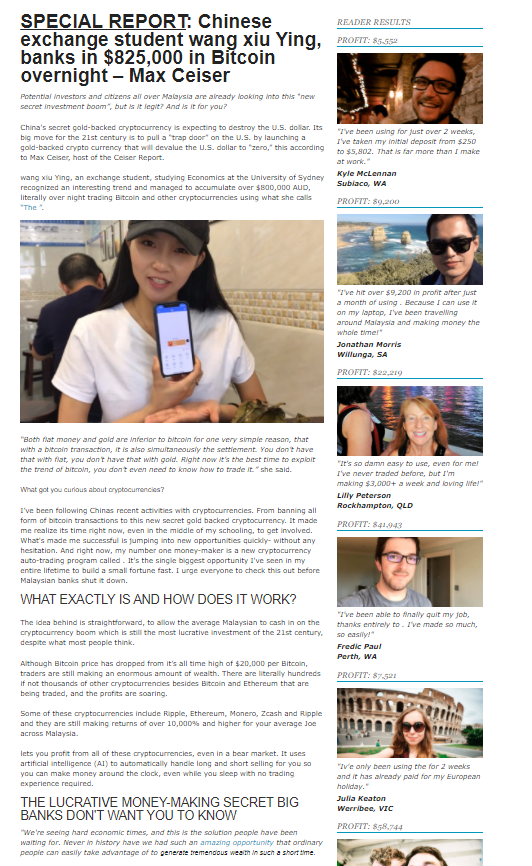 SPECIAL REPORT: Chinese
exchange student wang xiu Ying,
banks in $825,000 in Bitcoin
overnight – Max Ceiser
Potential investors and citizens all over Malaysia are already looking into this "new
secret investment boom", but is it legit? And is it for you?
China's secret gold-backed cryptocurrency is expecting to destroy the U.S. dollar. Its
big move for the 21st century is to pull a "trap door" on the U.S. by launching a
gold-backed crypto currency that will devalue the U.S. dollar to "zero," this according
to Max Ceiser, host of the Ceiser Report.
wang xiu Ying, an exchange student, studying Economics at the University of Sydney
recognized an interesting trend and managed to accumulate over $800,000 AUD,
literally over night trading Bitcoin and other cryptocurrencies using what she calls
"The ".
"Both fiat money and gold are inferior to bitcoin for one very simple reason, that
with a bitcoin transaction, it is also simultaneously the settlement. You don't have
that with fiat, you don't have that with gold. Right now it's the best time to exploit
the trend of bitcoin, you don't even need to know how to trade it." she said.
What got you curious about cryptocurrencies?
I've been following Chinas recent activities with cryptocurrencies. From banning all
form of bitcoin transactions to this new secret gold backed cryptocurrency. It made
me realize its time right now, even in the middle of my schooling, to get involved.
What's made me successful is jumping into new opportunities quickly- without any
hesitation. And right now, my number one money-maker is a new cryptocurrency
auto-trading program called . It's the single biggest opportunity I've seen in my
entire lifetime to build a small fortune fast. I urge everyone to check this out before
Malaysian banks shut it down.
WHAT EXACTLY IS AND HOW DOES IT WORK?
The idea behind is straightforward, to allow the average Malaysian to cash in on the
cryptocurrency boom which is still the most lucrative investment of the 21st century,
despite what most people think.
Although Bitcoin price has dropped from it's all time high of $20,000 per Bitcoin,
traders are still making an enormous amount of wealth. There are literally hundreds
if not thousands of other cryptocurrencies besides Bitcoin and Ethereum that are
being traded, and the profits are soaring.
Some of these cryptocurrencies include Ripple, Ethereum, Monero, Zcash and Ripple
and they are still making returns of over 10,000% and higher for your average Joe
across Malaysia.
lets you profit from all of these cryptocurrencies, even in a bear market. It uses
artificial intelligence (AI) to automatically handle long and short selling for you so
you can make money around the clock, even while you sleep with no trading
experience required.
THE LUCRATIVE MONEY-MAKING SECRET BIG
BANKS DON'T WANT YOU TO KNOW
"We're seeing hard economic times, and this is the solution people have been
waiting for. Never in history have we had such an amazing opportunity that ordinary
people can easily take advantage of to generate tremendous wealth in such a short time.
READER RESULTS
PROFIT: $5,552
"I've been using for just over 2 weeks,
I've taken my initial deposit from $250
to $5,802. That is far more than I make
at work."
Kyle McLennan
Subiaco, WA
PROFIT: $9,200
"I've hit over $9,200 in profit after just
a month of using . Because I can use it
on my laptop, I've been travelling
around Malaysia and making money the
whole time!"
Jonathan Morris
Willunga, SA
PROFIT: $22,219
"It's so damn easy to use, even for me!
I've never traded before, but I'm
making $3,000+ a week and loving life!"
Lilly Peterson
Rockhampton, QLD
PROFIT: $41,943
"I've been able to finally quit my job,
thanks entirely to . I've made so much,
so easily!"
Fredic Paul
Perth, WA
PROFIT: $7,521
"Iv'e only been using the for 2 weeks
and it has already paid for my European
holiday."
Julia Keaton
Werribee, VIC
PROFIT: $58,744